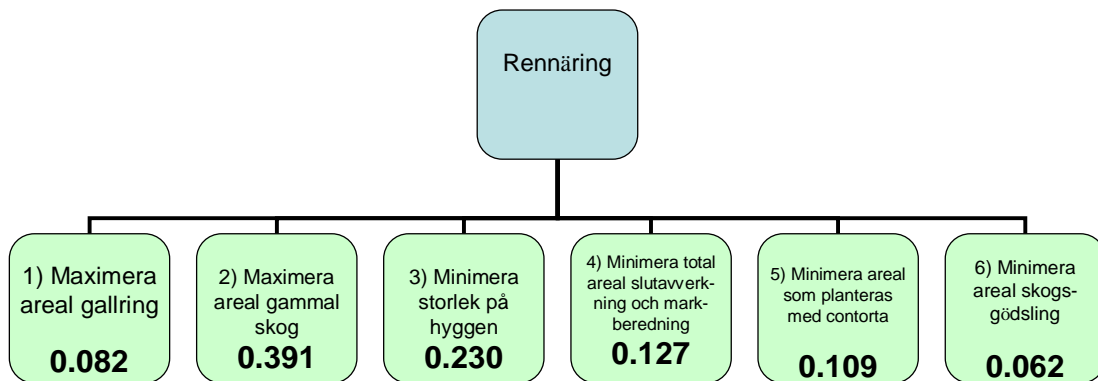 Rennäring
1) Maximera
areal gallring
0.082
2) Maximera
areal gammal
skog
0.391
3) Minimera
storlek på
hyggen
0.230
4) Minimera total
areal slutavverk-
ning och mark-
beredning
0.127
5) Minimera areal
som planteras
med contorta
0.109
6) Minimera
areal skogs-
gödsling
0.062